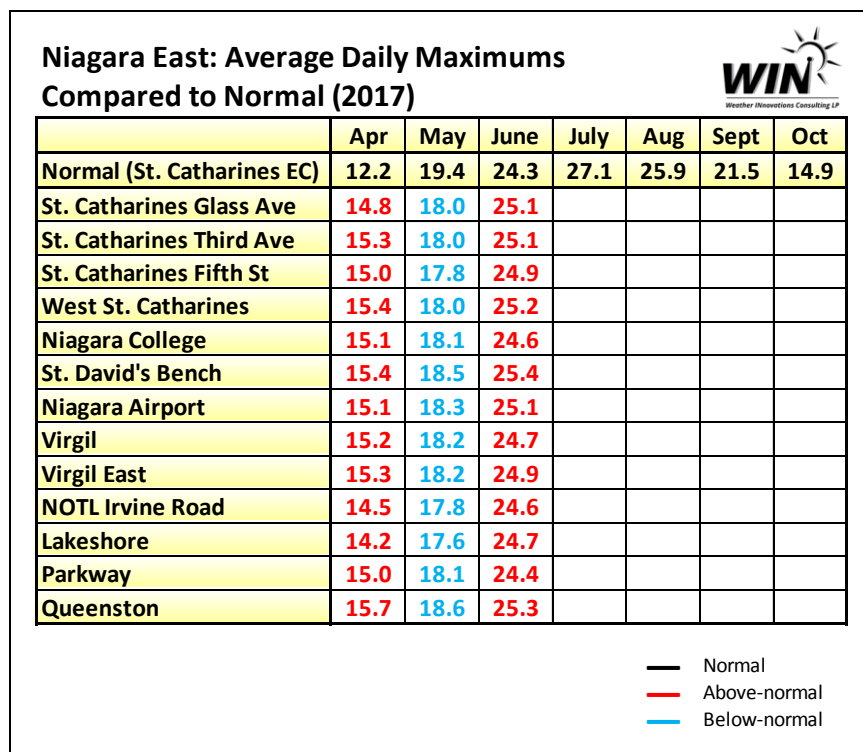 Niagara East: Average Daily Maximums
Compared to Normal (2017)
WIN
Weather INnovations Consulting LP
Apr May June July Aug Sept Oct
Normal (St. Catharines EC) 12.2 19.4 24.3 27.1 25.9 21.5 14.9
St. Catharines Glass Ave 14.8 18.0 25.1
St. Catharines Third Ave 15.3 18.0 25.1
St. Catharines Fifth St 15.0 17.8 24.9
West St. Catharines 15.4 18.0 25.2
Niagara College 15.1 18.1 24.6
St. David's Bench 15.4 18.5 25.4
Niagara Airport 15.1 18.3 25.1
Virgil 15.2 18.2 24.7
Virgil East 15.3 18.2 24.9
NOTL Irvine Road 14.5 17.8 24.6
Lakeshore 14.2 17.6 24.7
Parkway 15.0 18.1 24.4
Queenston 15.7 18.6 25.3
Normal
Above-normal
Below-normal